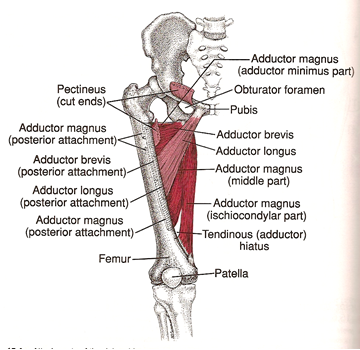 Adductor magnus
(adductor minimus part)
Pectineus
(cut ends)
Obturator foramen
Pubis
Adductor magnus
(posterior attachment)
Adductor brevis
Adductor longus
Adductor brevis
(posterior attachment)
Adductor magnus
(middle part)
Adductor longus
(posterior attachment)
Adductor magnus
(ischiocondylar part)
Adductor magnus
(posterior attachment)
Tendinous (adductor)
hiatus
Femur
Patella